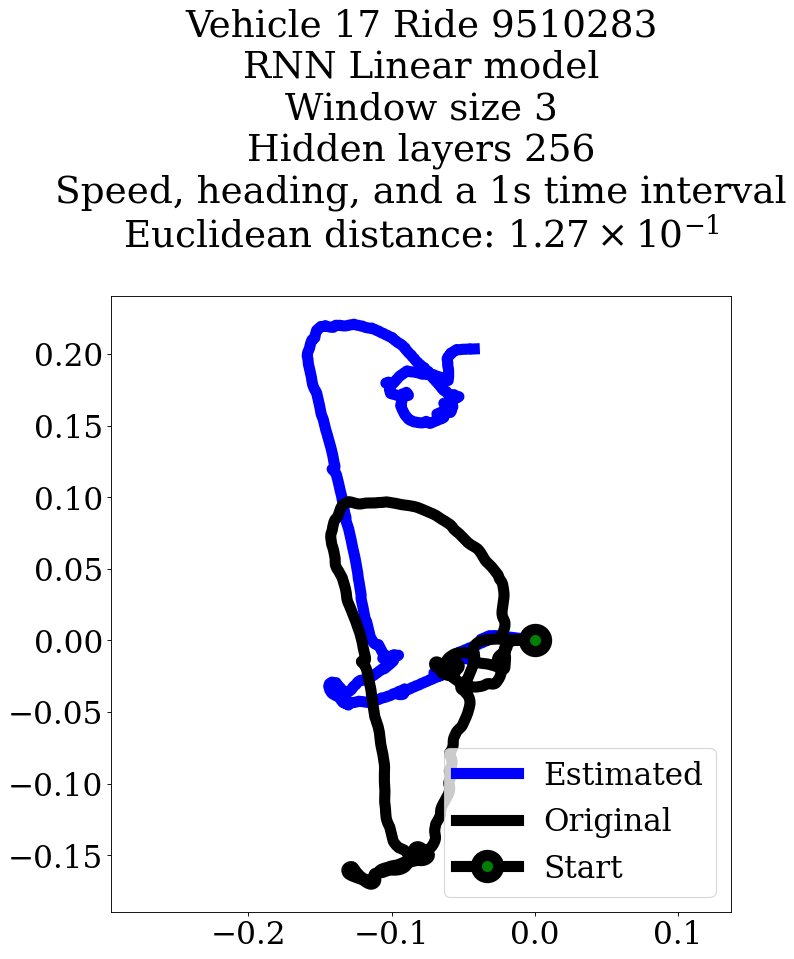 Vehicle 17 Ride 9510283
RNN Linear model
Window size 3
Hidden layers 256
Speed, heading, and a 1s time interval
Euclidean distance: 1.27 × 10⁻¹
0.20
0.15
0.10
0.05
0.00
−0.05
−0.10
−0.15
−0.2
−0.1
0.0
0.1
Estimated
Original
Start